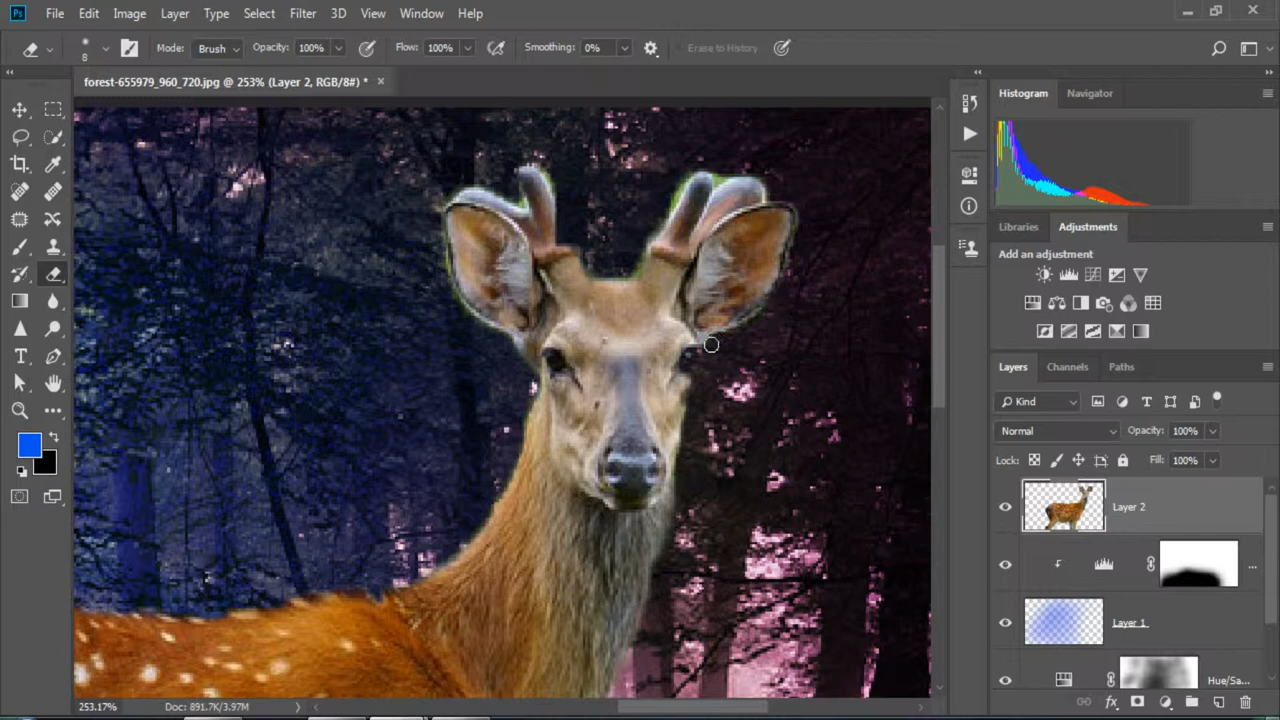 Ps File Edit Image Layer Type Select Filter 3D View Window Help
8 Mode: Brush Opacity: 100% Flow: 100% Smoothing: 0% Erase to History
forest-655979_960_720.jpg @ 253% (Layer 2, RGB/8#) *
Histogram Navigator
Libraries Adjustments
Add an adjustment
Layers Channels Paths
Kind
Normal Opacity: 100%
Lock: Fill: 100%
Layer 2
...
Layer 1
Hue/Sa...
253.17% Doc: 891.7K/3.97M